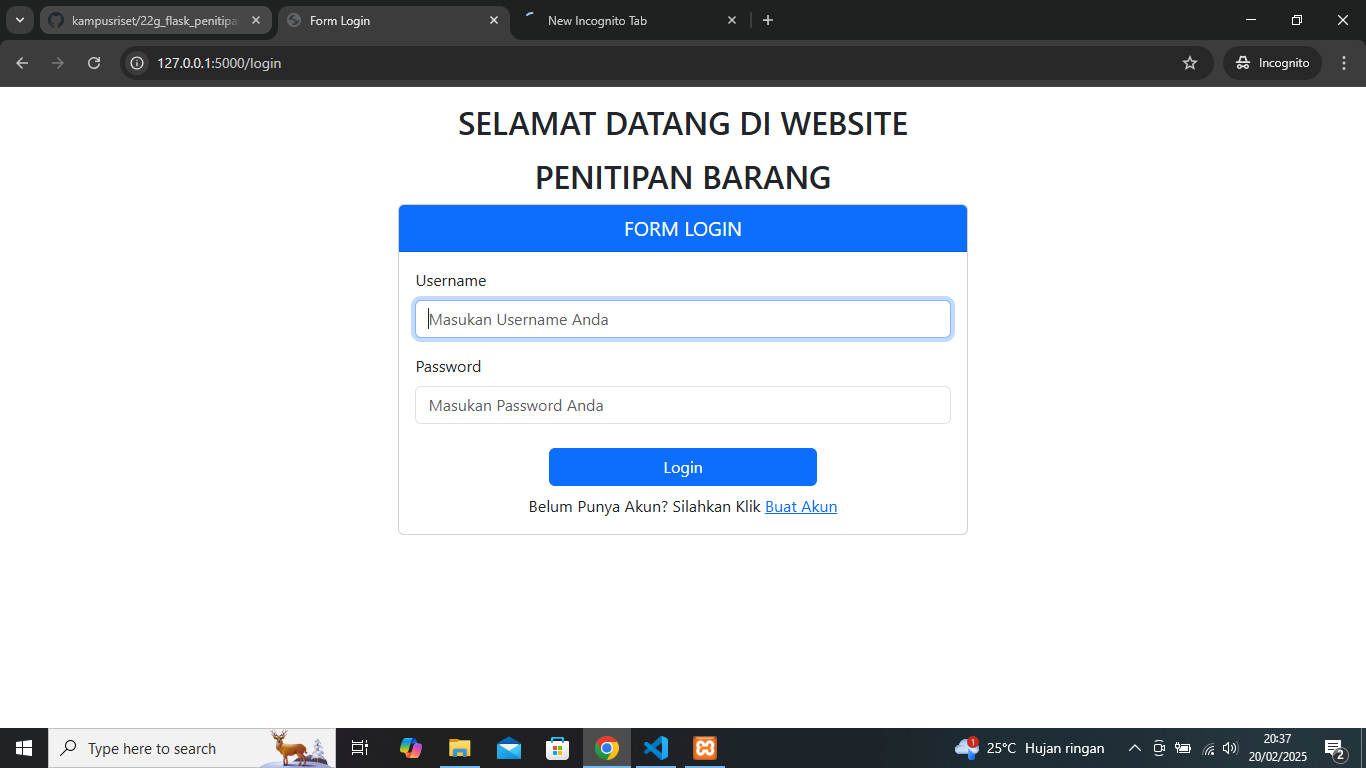 kampusriset/22g_flask_penitipa
Form Login
New Incognito Tab
127.0.0.1:5000/login
Incognito
SELAMAT DATANG DI WEBSITE
PENITIPAN BARANG
FORM LOGIN
Username
Masukan Username Anda
Password
Masukan Password Anda
Login
Belum Punya Akun? Silahkan Klik Buat Akun
Type here to search
1
25°C Hujan ringan
20:37
20/02/2025
2